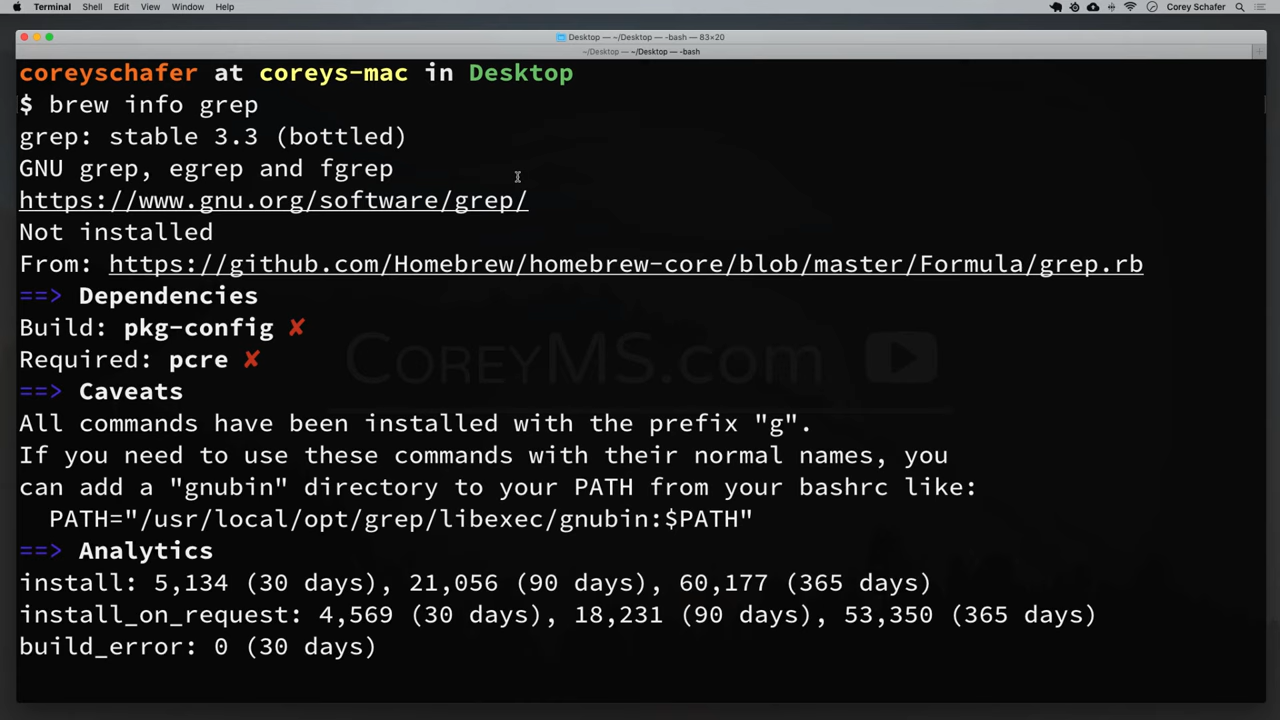 Terminal Shell Edit View Window Help Corey Schafer
Desktop — ~/Desktop — -bash — 83×20
~/Desktop — ~/Desktop — -bash
coreyschafer at coreys-mac in Desktop
$ brew info grep
grep: stable 3.3 (bottled)
GNU grep, egrep and fgrep
https://www.gnu.org/software/grep/
Not installed
From: https://github.com/Homebrew/homebrew-core/blob/master/Formula/grep.rb
==> Dependencies
Build: pkg-config ✘
Required: pcre ✘
CoreyMS.com
==> Caveats
All commands have been installed with the prefix "g".
If you need to use these commands with their normal names, you
can add a "gnubin" directory to your PATH from your bashrc like:
PATH="/usr/local/opt/grep/libexec/gnubin:$PATH"
==> Analytics
install: 5,134 (30 days), 21,056 (90 days), 60,177 (365 days)
install_on_request: 4,569 (30 days), 18,231 (90 days), 53,350 (365 days)
build_error: 0 (30 days)